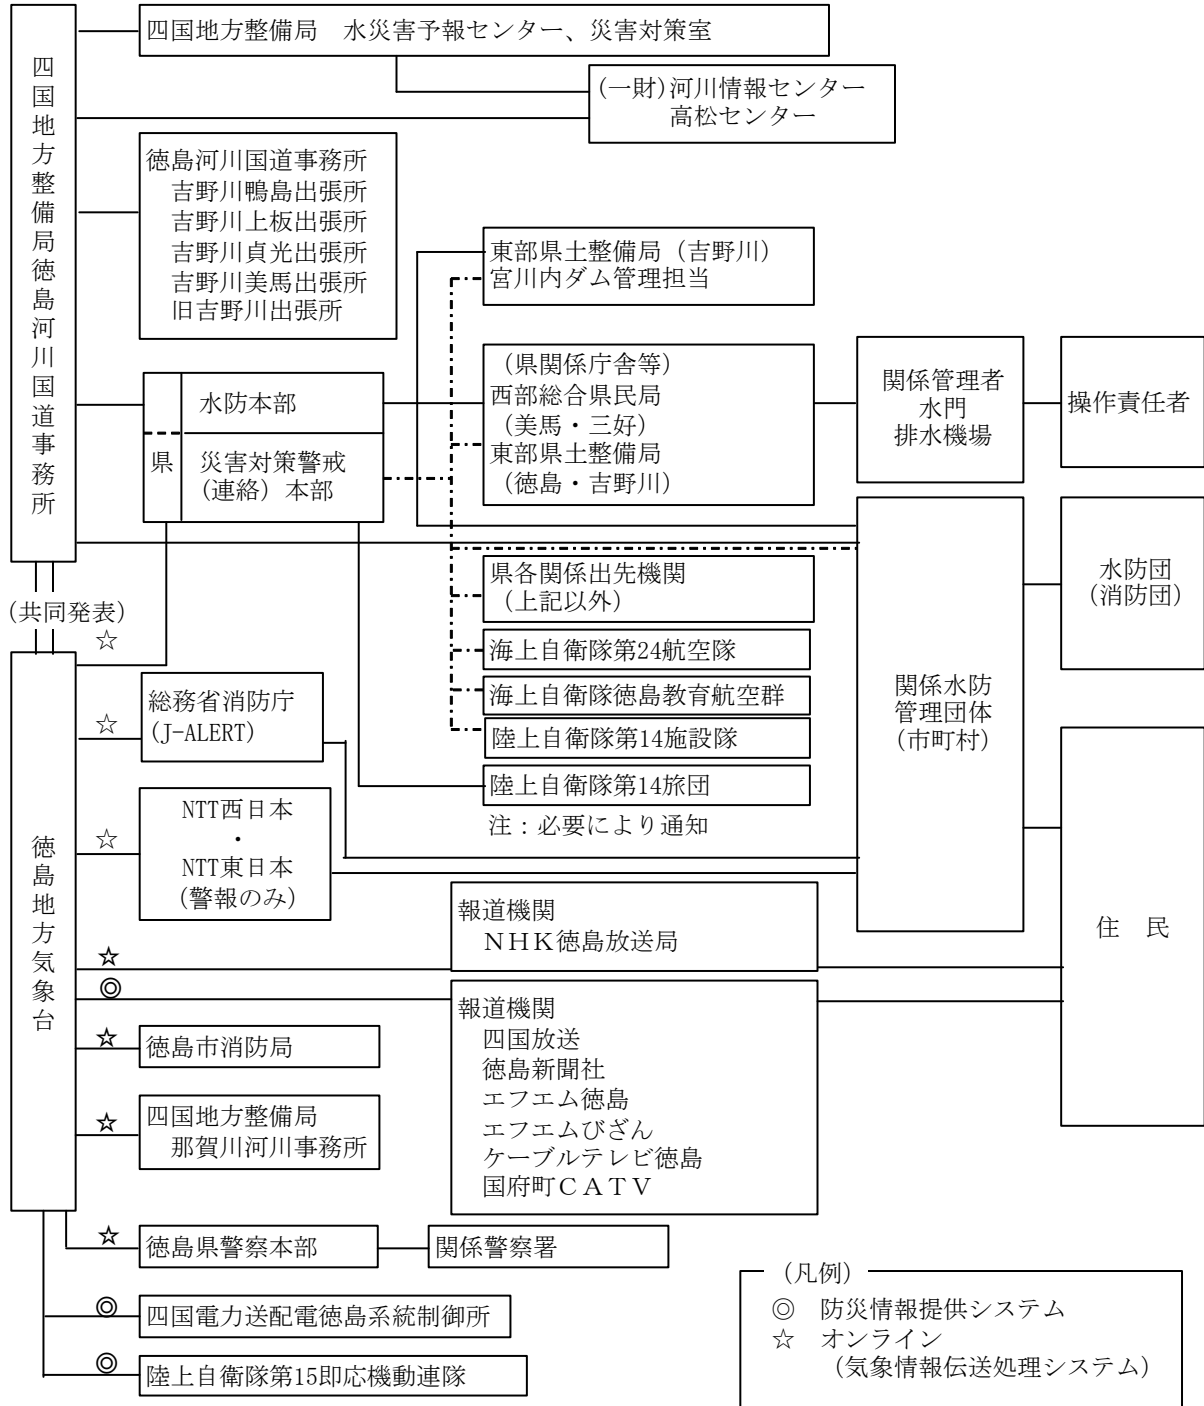 四国地方整備局徳島河川国道事務所
四国地方整備局　水災害予報センター、災害対策室
(一財)河川情報センター
高松センター
徳島河川国道事務所
吉野川鴨島出張所
吉野川上板出張所
吉野川貞光出張所
吉野川美馬出張所
旧吉野川出張所
東部県土整備局（吉野川）
宮川内ダム管理担当
県
水防本部
災害対策警戒
(連絡）本部
（県関係庁舎等）
西部総合県民局
（美馬・三好）
東部県土整備局
（徳島・吉野川）
関係管理者
水門
排水機場
操作責任者
県各関係出先機関
（上記以外）
海上自衛隊第24航空隊
海上自衛隊徳島教育航空群
陸上自衛隊第14施設隊
陸上自衛隊第14旅団
注：必要により通知
関係水防
管理団体
(市町村）
水防団
(消防団）
住　民
(共同発表)
☆
徳島地方気象台
☆
総務省消防庁
(J-ALERT)
☆
NTT西日本
・
NTT東日本
(警報のみ)
☆
報道機関
ＮＨＫ徳島放送局
◎
報道機関
四国放送
徳島新聞社
エフエム徳島
エフエムびざん
ケーブルテレビ徳島
国府町ＣＡＴＶ
☆
徳島市消防局
☆
四国地方整備局
那賀川河川事務所
☆
徳島県警察本部
関係警察署
◎
四国電力送配電徳島系統制御所
◎
陸上自衛隊第15即応機動連隊
（凡例）
◎　防災情報提供システム
☆　オンライン
（気象情報伝送処理システム）